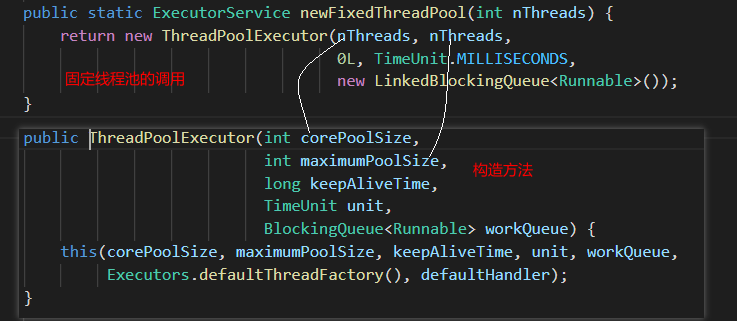 public static ExecutorService newFixedThreadPool(int nThreads) {
return new ThreadPoolExecutor(nThreads, nThreads,
0L, TimeUnit.MILLISECONDS,
固定线程池的调用
new LinkedBlockingQueue<Runnable>());
}
public ThreadPoolExecutor(int corePoolSize,
int maximumPoolSize,
构造方法
long keepAliveTime,
TimeUnit unit,
BlockingQueue<Runnable> workQueue) {
this(corePoolSize, maximumPoolSize, keepAliveTime, unit, workQueue,
Executors.defaultThreadFactory(), defaultHandler);
}